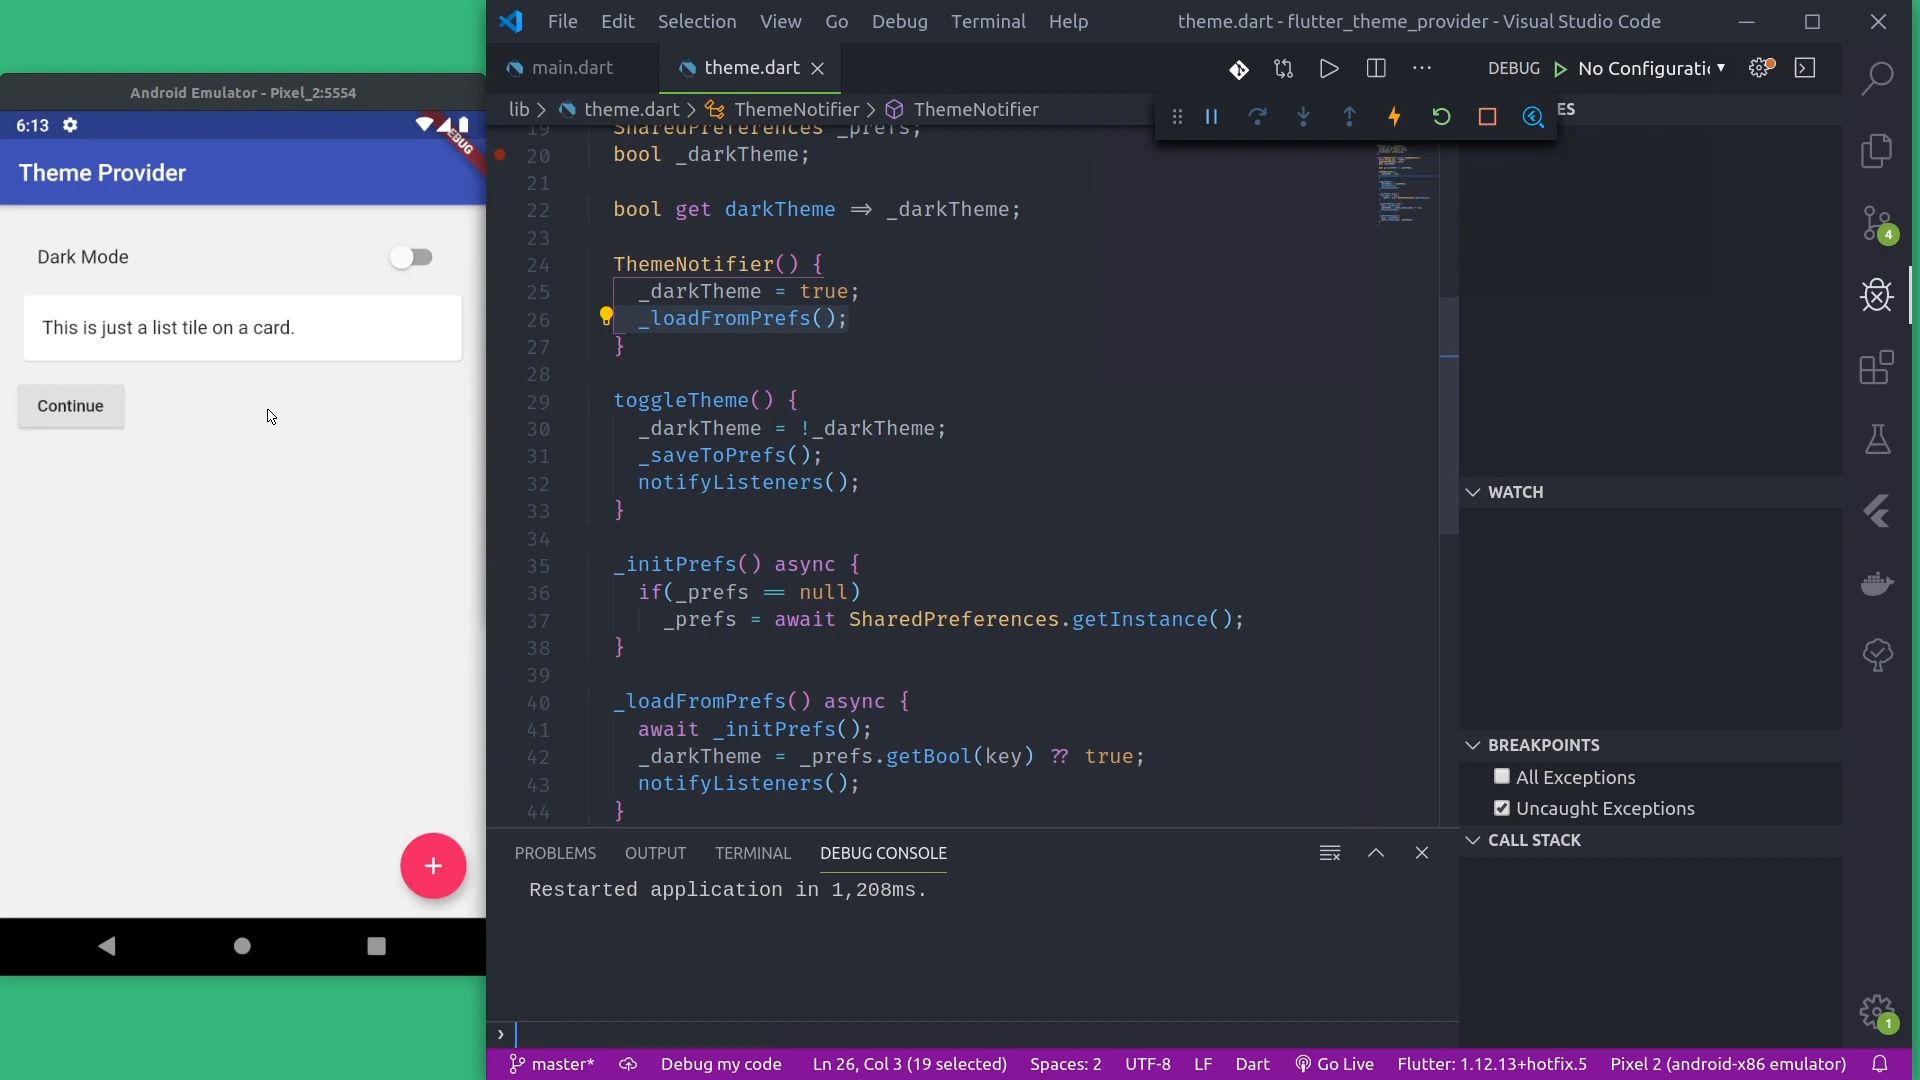 Android Emulator - Pixel_2:5554
6:13
Theme Provider
Dark Mode
This is just a list tile on a card.
Continue
+
File Edit Selection View Go Debug Terminal Help
theme.dart - flutter_theme_provider - Visual Studio Code
main.dart
theme.dart
DEBUG No Configuratic
lib > theme.dart > ThemeNotifier > ThemeNotifier
19 SharedPreferences _prefs;
20 bool _darkTheme;
21
22 bool get darkTheme => _darkTheme;
23
24 ThemeNotifier() {
25 _darkTheme = true;
26 _loadFromPrefs();
27 }
28
29 toggleTheme() {
30 _darkTheme = !_darkTheme;
31 _saveToPrefs();
32 notifyListeners();
33 }
34
35 _initPrefs() async {
36 if(_prefs == null)
37 _prefs = await SharedPreferences.getInstance();
38 }
39
40 _loadFromPrefs() async {
41 await _initPrefs();
42 _darkTheme = _prefs.getBool(key) ?? true;
43 notifyListeners();
44 }
ES
WATCH
BREAKPOINTS
All Exceptions
Uncaught Exceptions
CALL STACK
4
1
PROBLEMS OUTPUT TERMINAL DEBUG CONSOLE
Restarted application in 1,208ms.
master* Debug my code Ln 26, Col 3 (19 selected) Spaces: 2 UTF-8 LF Dart Go Live Flutter: 1.12.13+hotfix.5 Pixel 2 (android-x86 emulator)